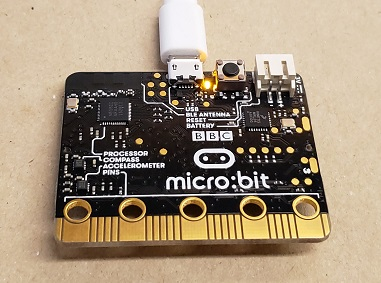 USB
BLE ANTENNA
RESET
BATTERY
BBC
PROCESSOR
COMPASS
ACCELEROMETER
PINS
micro:bit